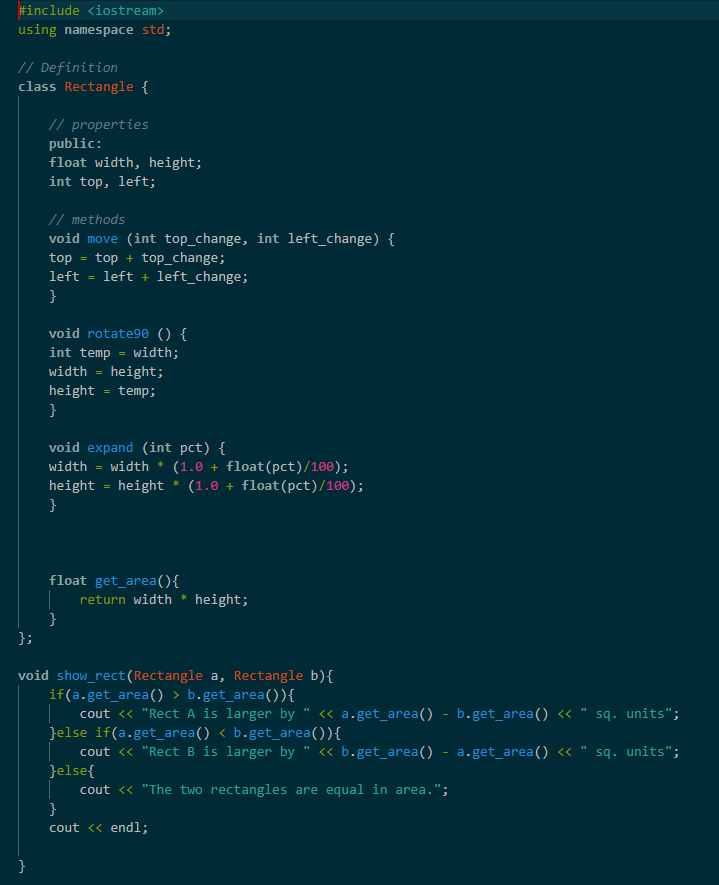 #include <iostream>
using namespace std;
// Definition
class Rectangle {
// properties
public:
float width, height;
int top, left;
// methods
void move (int top_change, int left_change) {
top = top + top_change;
left = left + left_change;
}
void rotate90 () {
int temp = width;
width = height;
height = temp;
}
void expand (int pct) {
width = width * (1.0 + float(pct)/100);
height = height * (1.0 + float(pct)/100);
}
float get_area(){
return width * height;
}
};
void show_rect(Rectangle a, Rectangle b){
if(a.get_area() > b.get_area()){
cout << "Rect A is larger by " << a.get_area() - b.get_area() << " sq. units";
}else if(a.get_area() < b.get_area()){
cout << "Rect B is larger by " << b.get_area() - a.get_area() << " sq. units";
}else{
cout << "The two rectangles are equal in area.";
}
cout << endl;
}